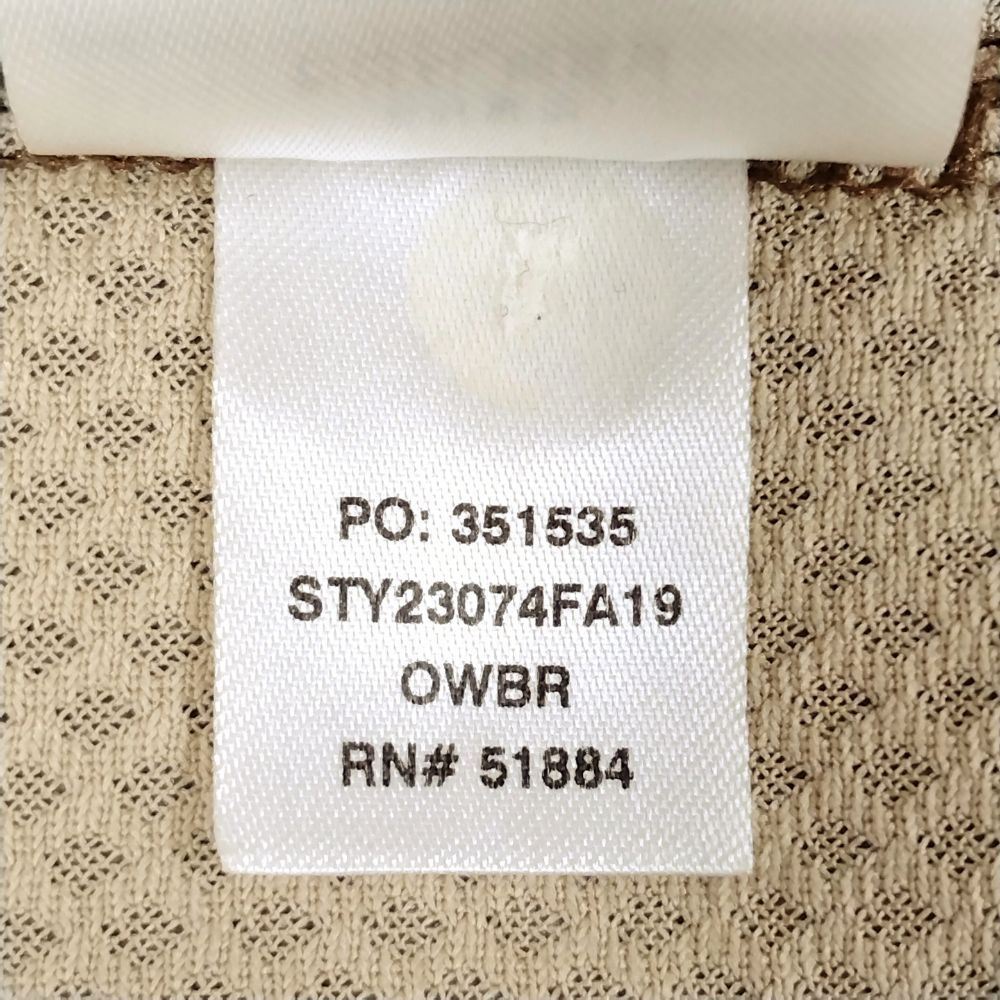 PO: 351535
STY23074FA19
OWBR
RN# 51884